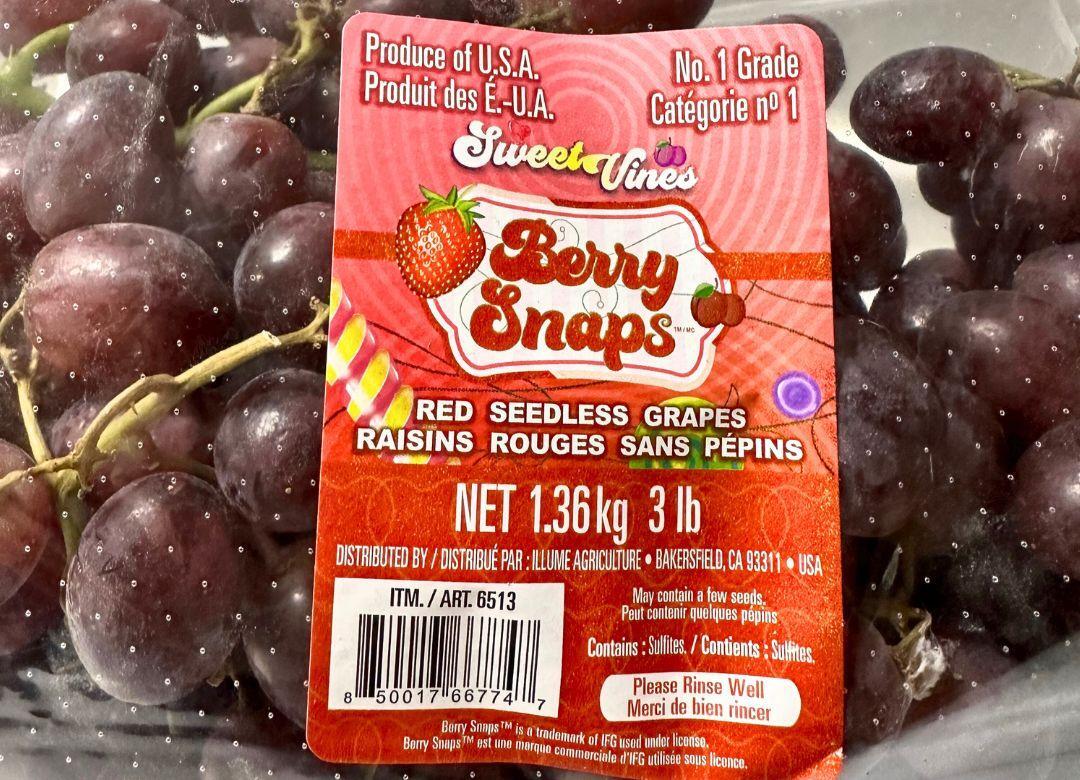 Produce of U.S.A.
Produit des É.-U.A.
No. 1 Grade
Catégorie nº 1
Sweet Vines
Berry
Snaps TM/MC
RED SEEDLESS GRAPES
RAISINS ROUGES SANS PÉPINS
NET 1.36 kg 3 lb
DISTRIBUTED BY / DISTRIBUÉ PAR : ILLUME AGRICULTURE • BAKERSFIELD, CA 93311 • USA
ITM. / ART. 6513
8 50017 66774 7
May contain a few seeds.
Peut contenir quelques pépins
Contains : Sulfites. / Contients : Sulfites.
Please Rinse Well
Merci de bien rincer
Berry Snaps™ is a trademark of IFG used under license.
Berry Snaps™ est une marque commerciale d'IFG utilisée sous licence.